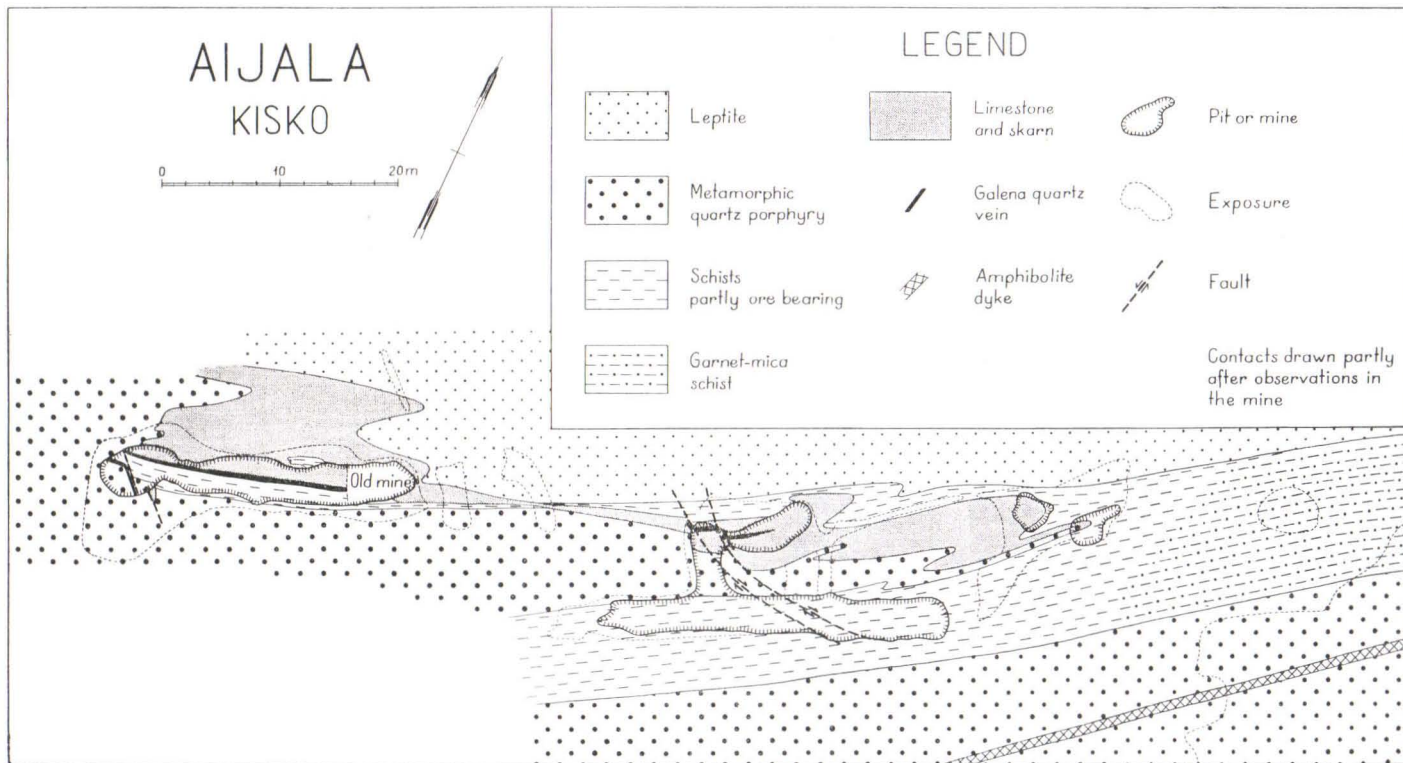 AIJALA
KISKO
0 10 20 m
LEGEND
Leptite
Metamorphic
quartz porphyry
Schists
partly ore bearing
Garnet-mica
schist
Limestone
and skarn
Galena quartz
vein
Amphibolite
dyke
Pit or mine
Exposure
Fault
Contacts drawn partly
after observations in
the mine
Old mine